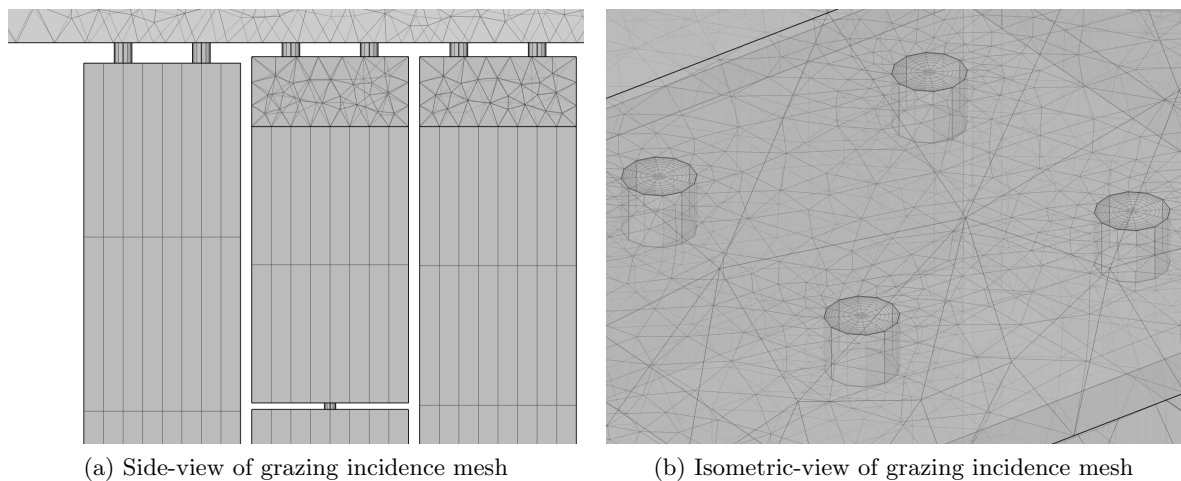 (a) Side-view of grazing incidence mesh
(b) Isometric-view of grazing incidence mesh